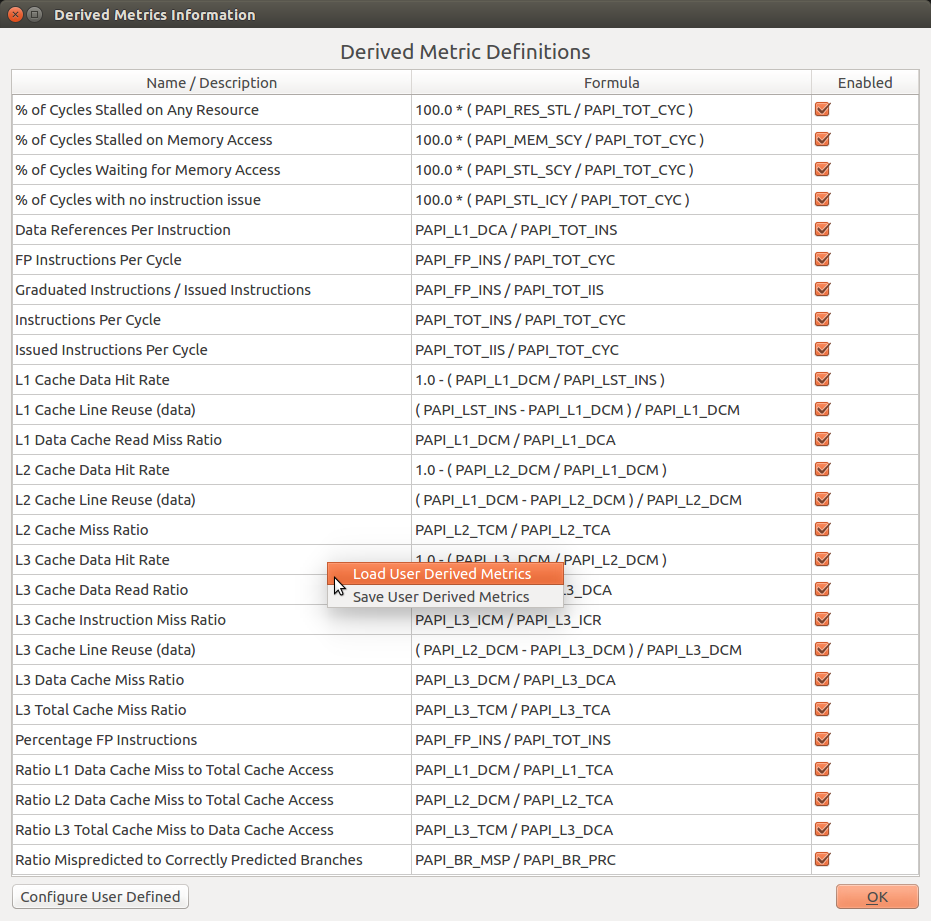 Derived Metrics Information
Derived Metric Definitions
Name / Description Formula Enabled
% of Cycles Stalled on Any Resource 100.0 * ( PAPI_RES_STL / PAPI_TOT_CYC )
% of Cycles Stalled on Memory Access 100.0 * ( PAPI_MEM_SCY / PAPI_TOT_CYC )
% of Cycles Waiting for Memory Access 100.0 * ( PAPI_STL_SCY / PAPI_TOT_CYC )
% of Cycles with no instruction issue 100.0 * ( PAPI_STL_ICY / PAPI_TOT_CYC )
Data References Per Instruction PAPI_L1_DCA / PAPI_TOT_INS
FP Instructions Per Cycle PAPI_FP_INS / PAPI_TOT_CYC
Graduated Instructions / Issued Instructions PAPI_FP_INS / PAPI_TOT_IIS
Instructions Per Cycle PAPI_TOT_INS / PAPI_TOT_CYC
Issued Instructions Per Cycle PAPI_TOT_IIS / PAPI_TOT_CYC
L1 Cache Data Hit Rate 1.0 - ( PAPI_L1_DCM / PAPI_LST_INS )
L1 Cache Line Reuse (data) ( PAPI_LST_INS - PAPI_L1_DCM ) / PAPI_L1_DCM
L1 Data Cache Read Miss Ratio PAPI_L1_DCM / PAPI_L1_DCA
L2 Cache Data Hit Rate 1.0 - ( PAPI_L2_DCM / PAPI_L1_DCM )
L2 Cache Line Reuse (data) ( PAPI_L1_DCM - PAPI_L2_DCM ) / PAPI_L2_DCM
L2 Cache Miss Ratio PAPI_L2_TCM / PAPI_L2_TCA
L3 Cache Data Hit Rate 1.0 - ( PAPI_L3_DCM / PAPI_L2_DCM )
Load User Derived Metrics
L3 Cache Data Read Ratio L3_DCA
Save User Derived Metrics
L3 Cache Instruction Miss Ratio PAPI_L3_ICM / PAPI_L3_ICR
L3 Cache Line Reuse (data) ( PAPI_L2_DCM - PAPI_L3_DCM ) / PAPI_L3_DCM
L3 Data Cache Miss Ratio PAPI_L3_DCM / PAPI_L3_DCA
L3 Total Cache Miss Ratio PAPI_L3_TCM / PAPI_L3_TCA
Percentage FP Instructions PAPI_FP_INS / PAPI_TOT_INS
Ratio L1 Data Cache Miss to Total Cache Access PAPI_L1_DCM / PAPI_L1_TCA
Ratio L2 Data Cache Miss to Total Cache Access PAPI_L2_DCM / PAPI_L2_TCA
Ratio L3 Total Cache Miss to Data Cache Access PAPI_L3_TCM / PAPI_L3_DCA
Ratio Mispredicted to Correctly Predicted Branches PAPI_BR_MSP / PAPI_BR_PRC
Configure User Defined OK